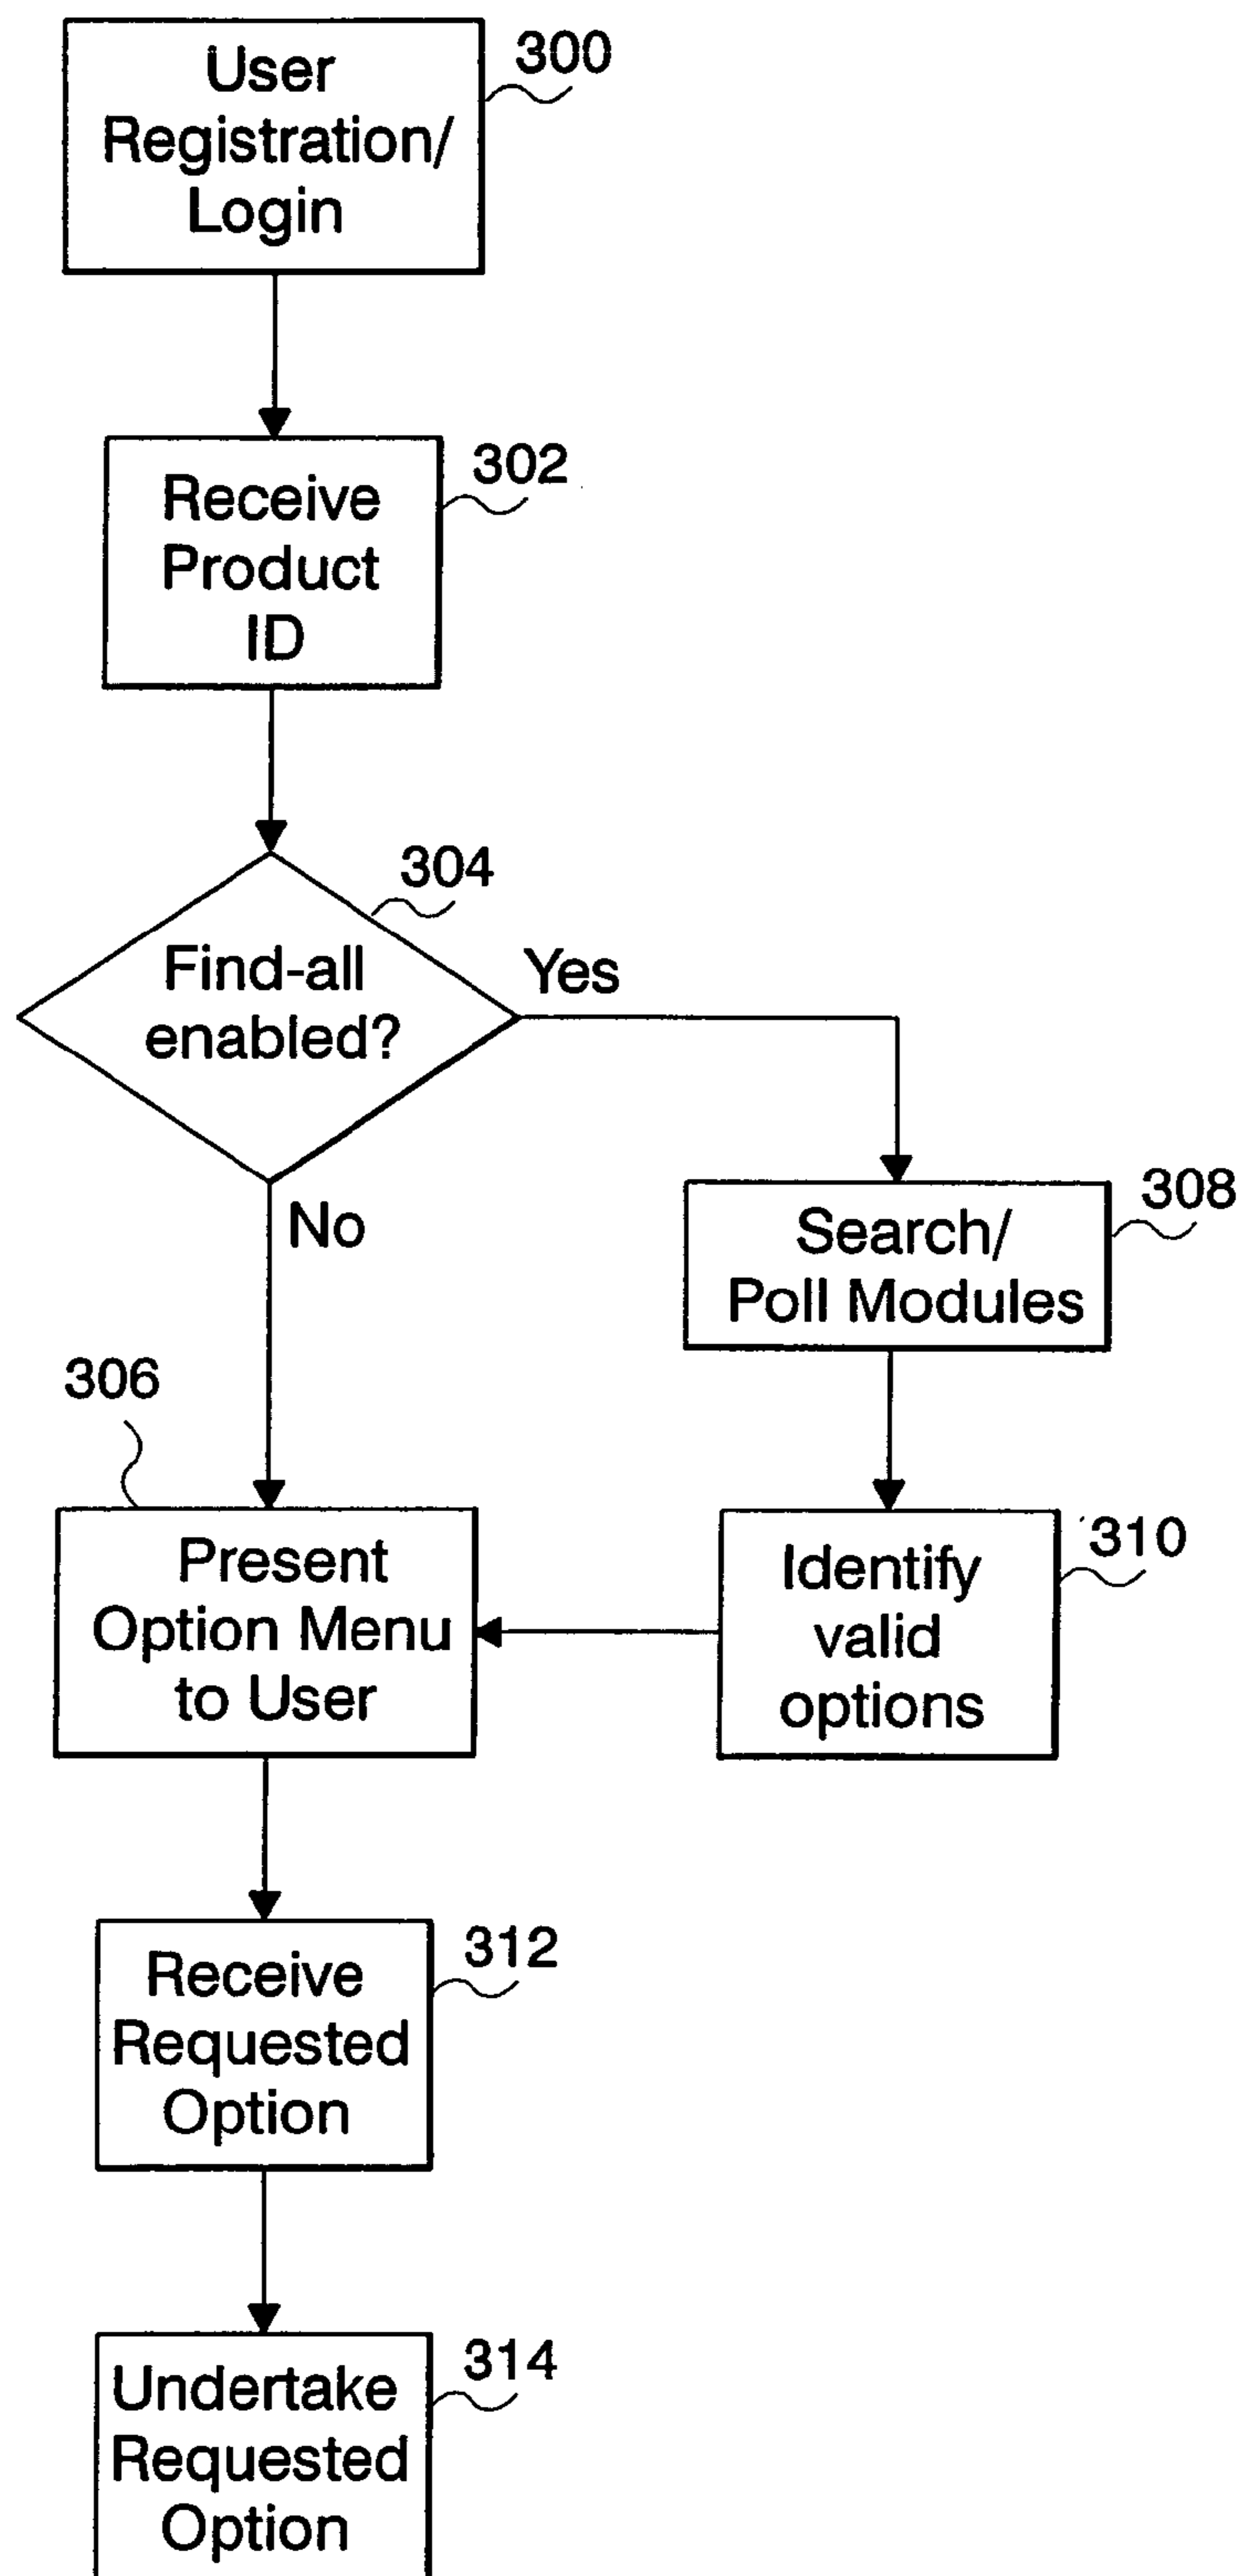 User
Registration/
Login
300
Receive
Product
ID
302
304
Find-all
enabled?
Yes
No
Search/
Poll Modules
308
306
Present
Option Menu
to User
Identify
valid
options
310
Receive
Requested
Option
312
Undertake
Requested
Option
314